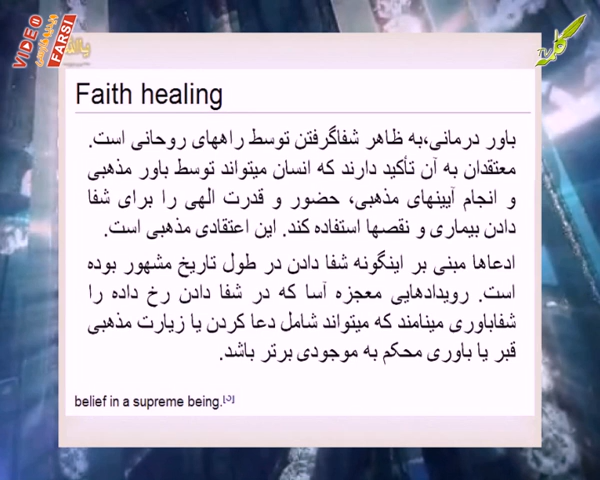 VIDEO
FARSI
Faith healing
باور درمانی،به ظاهر شفاگرفتن توسط راههای روحانی است.
معتقدان به آن تأکید دارند که انسان میتواند توسط باور مذهبی
و انجام آیینهای مذهبی، حضور و قدرت الهی را برای شفا
دادن بیماری و نقصها استفاده کند. این اعتقادی مذهبی است.
ادعاها مبنی بر اینگونه شفا دادن در طول تاریخ مشهور بوده
است. رویدادهایی معجزه آسا که در شفا دادن رخ داده را
شفاباوری مینامند که میتواند شامل دعا کردن یا زیارت مذهبی
قبر یا باوری محکم به موجودی برتر باشد.
belief in a supreme being.